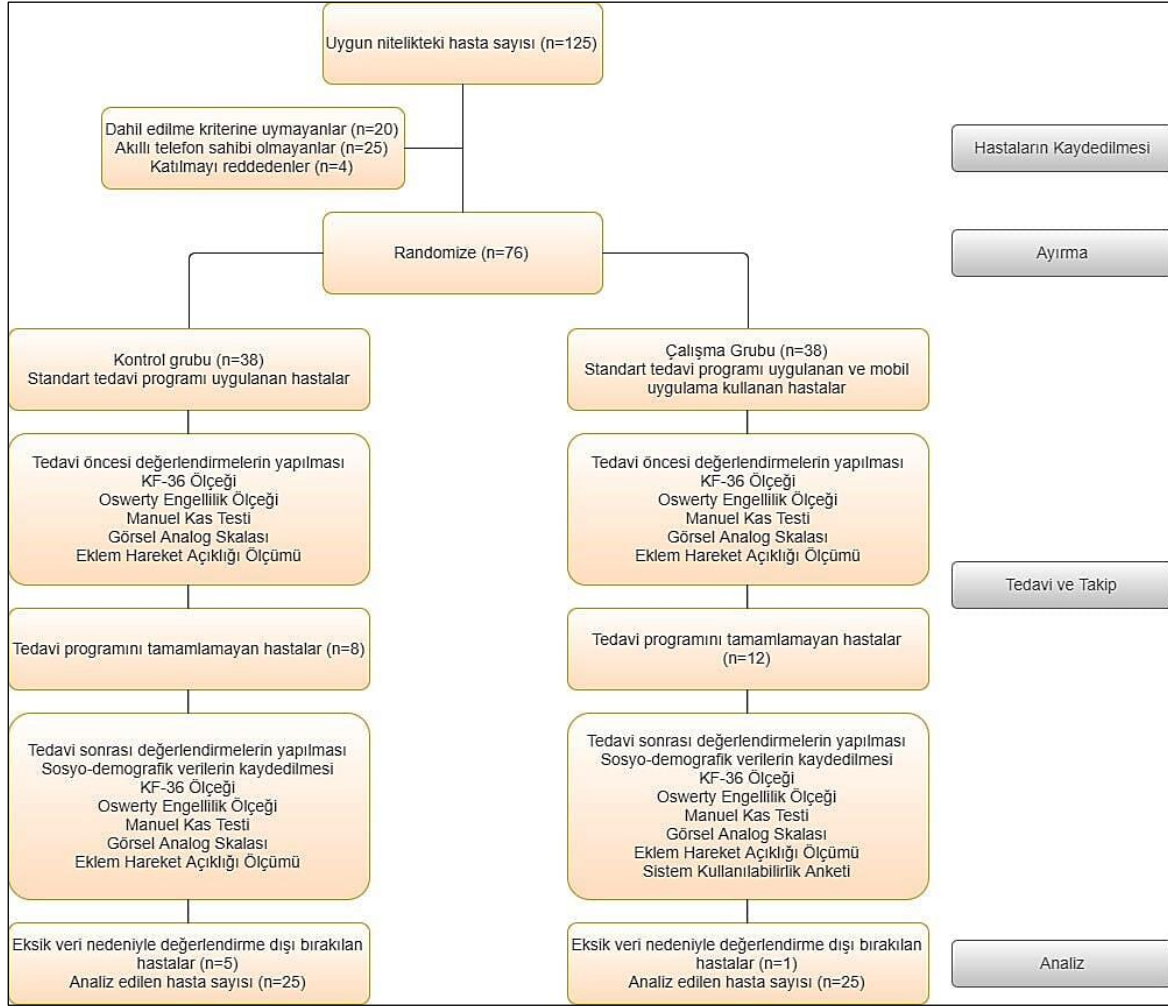 Uygun nitelikteki hasta sayısı (n=125)
Dahil edilme kriterine uymayanlar (n=20)
Akıllı telefon sahibi olmayanlar (n=25)
Katılmayı reddedenler (n=4)
Hastaların Kaydedilmesi
Randomize (n=76)
Ayırma
Kontrol grubu (n=38)
Standart tedavi programı uygulanan hastalar
Çalışma Grubu (n=38)
Standart tedavi programı uygulanan ve mobil
uygulama kullanan hastalar
Tedavi öncesi değerlendirmelerin yapılması
KF-36 Ölçeği
Oswerty Engellilik Ölçeği
Manuel Kas Testi
Görsel Analog Skalası
Eklem Hareket Açıklığı Ölçümü
Tedavi öncesi değerlendirmelerin yapılması
KF-36 Ölçeği
Oswerty Engellilik Ölçeği
Manuel Kas Testi
Görsel Analog Skalası
Eklem Hareket Açıklığı Ölçümü
Tedavi ve Takip
Tedavi programını tamamlamayan hastalar (n=8)
Tedavi programını tamamlamayan hastalar
(n=12)
Tedavi sonrası değerlendirmelerin yapılması
Sosyo-demografik verilerin kaydedilmesi
KF-36 Ölçeği
Oswerty Engellilik Ölçeği
Manuel Kas Testi
Görsel Analog Skalası
Eklem Hareket Açıklığı Ölçümü
Tedavi sonrası değerlendirmelerin yapılması
Sosyo-demografik verilerin kaydedilmesi
KF-36 Ölçeği
Oswerty Engellilik Ölçeği
Manuel Kas Testi
Görsel Analog Skalası
Eklem Hareket Açıklığı Ölçümü
Sistem Kullanılabilirlik Anketi
Eksik veri nedeniyle değerlendirme dışı bırakılan
hastalar (n=5)
Analiz edilen hasta sayısı (n=25)
Eksik veri nedeniyle değerlendirme dışı bırakılan
hastalar (n=1)
Analiz edilen hasta sayısı (n=25)
Analiz